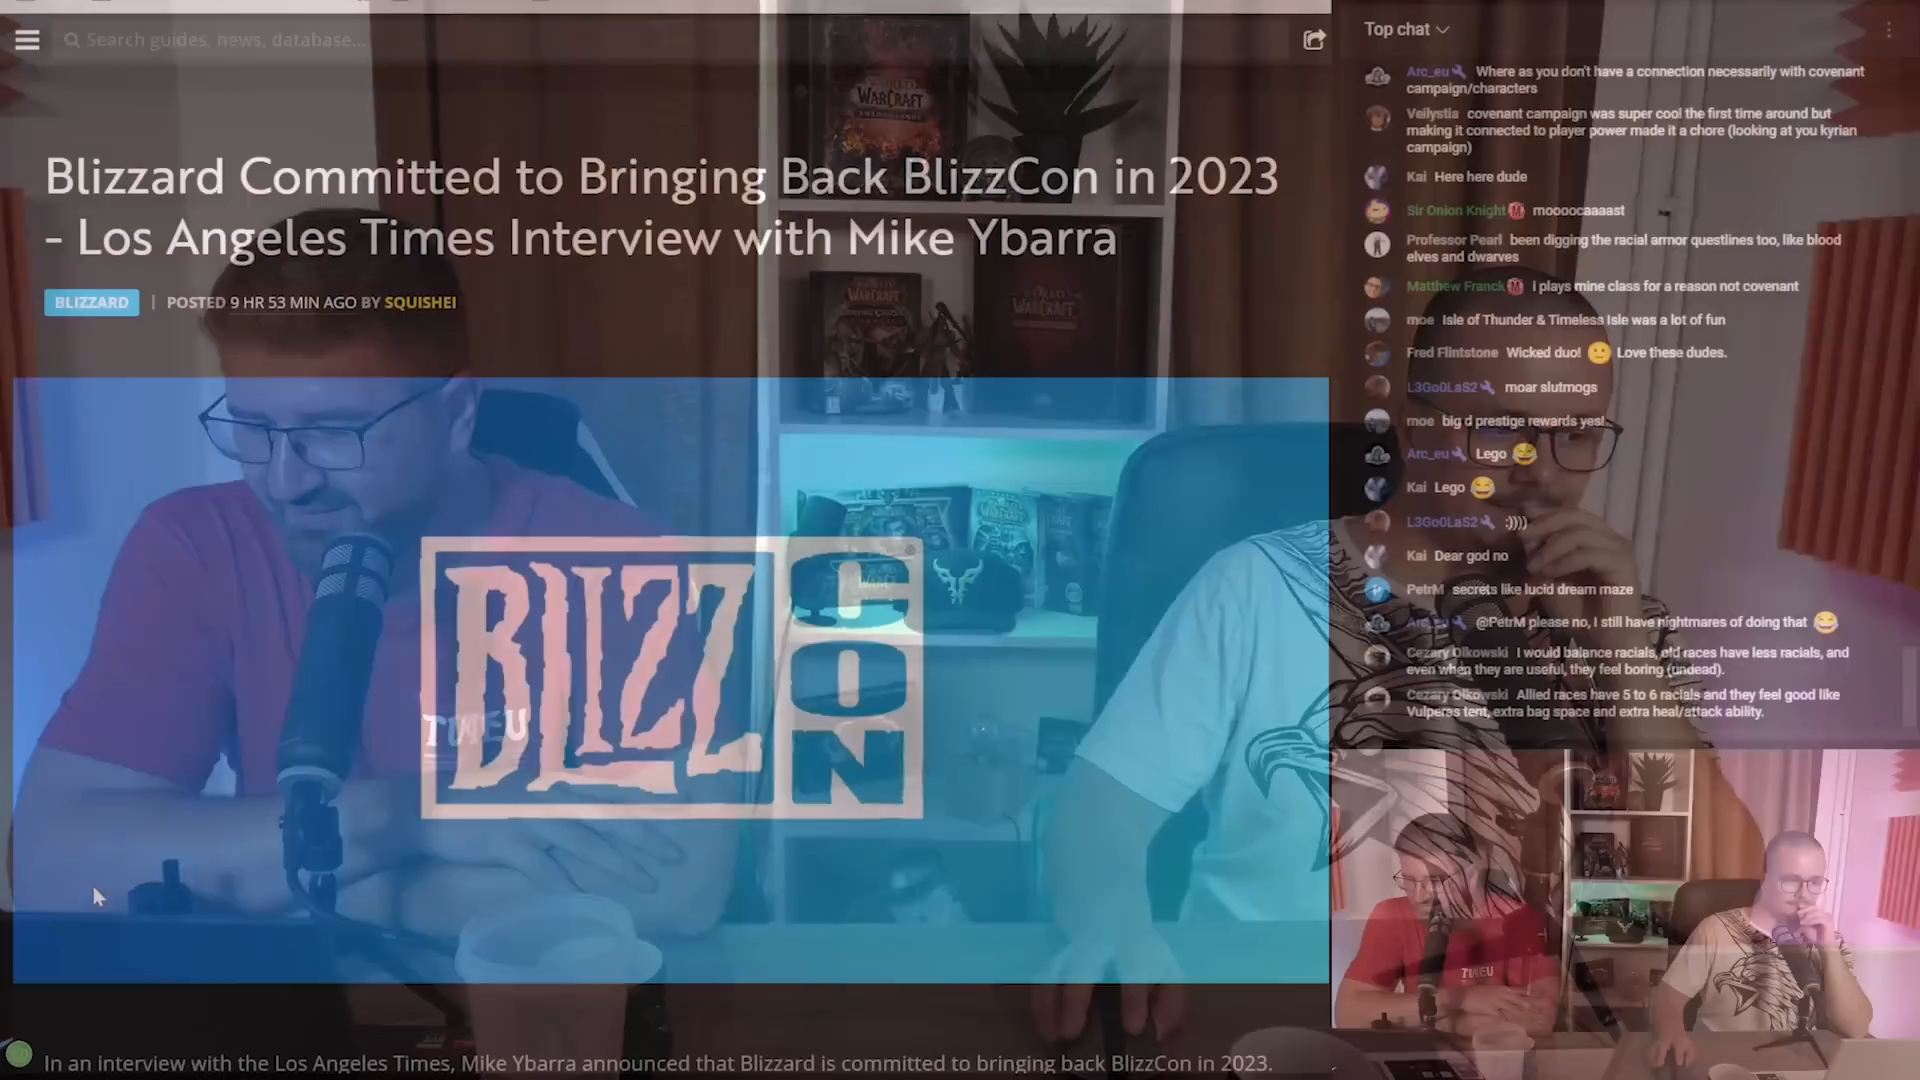 Search guides, news, database...
Blizzard Committed to Bringing Back BlizzCon in 2023
- Los Angeles Times Interview with Mike Ybarra
BLIZZARD | POSTED 9 HR 53 MIN AGO BY SQUISHEI
BLIZZ
CON
TWEU
In an interview with the Los Angeles Times, Mike Ybarra announced that Blizzard is committed to bringing back BlizzCon in 2023.
WORLD
WARCRAFT
WARCRAFT
WARCRAFT
Top chat
Arc_eu Where as you don't have a connection necessarily with covenant
campaign/characters
Veilystia covenant campaign was super cool the first time around but
making it connected to player power made it a chore (looking at you kyrian
campaign)
Kai Here here dude
Sir Onion Knight moooocaaaast
Professor Pearl been digging the racial armor questlines too, like blood
elves and dwarves
Matthew Franck i plays mine class for a reason not covenant
moe Isle of Thunder & Timeless Isle was a lot of fun
Fred Flintstone Wicked duo! 🙂 Love these dudes.
L3Go0LaS2 moar slutmogs
moe big d prestige rewards yes!
Arc_eu Lego 😂
Kai Lego 😂
L3Go0LaS2 :))))
Kai Dear god no
PetrM secrets like lucid dream maze
Arc_eu @PetrM please no, I still have nightmares of doing that 😂
Cezary Olkowski I would balance racials, old races have less racials, and
even when they are useful, they feel boring (undead).
Cezary Olkowski Allied races have 5 to 6 racials and they feel good like
Vulperas tent, extra bag space and extra heal/attack ability.
TWEU